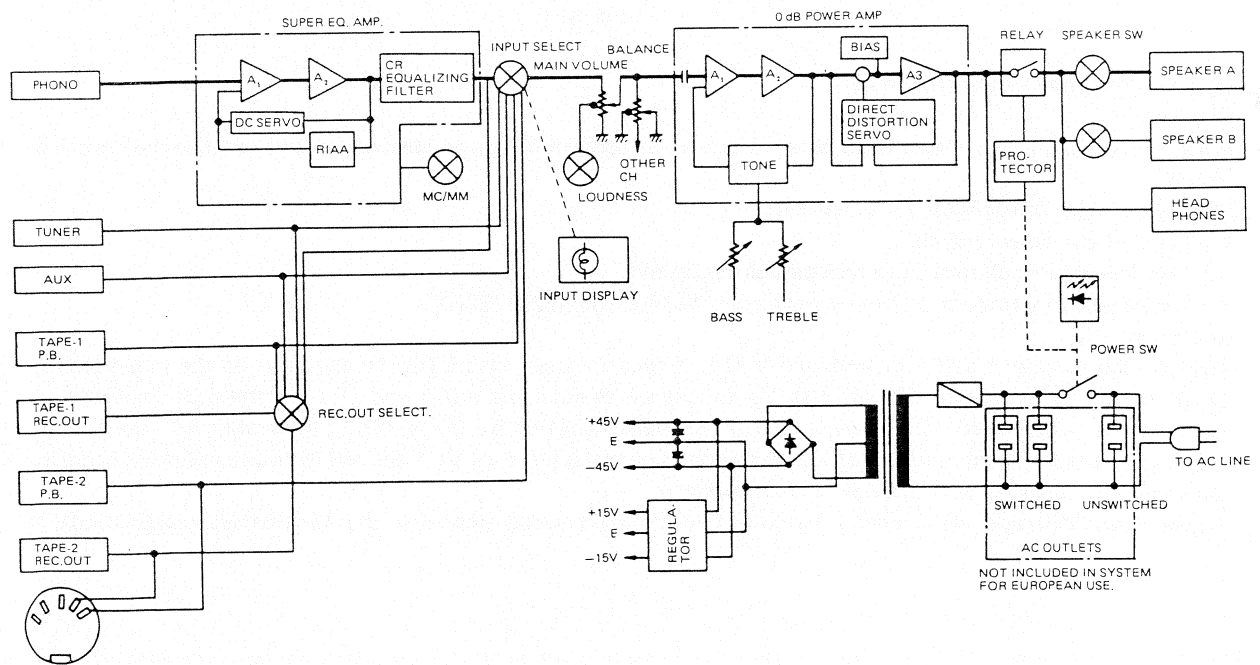 SUPER EQ. AMP.
0 dB POWER AMP
PHONO
A1
A2
CR
EQUALIZING
FILTER
DC SERVO
RIAA
MC/MM
INPUT SELECT
MAIN VOLUME
BALANCE
LOUDNESS
OTHER
CH
A1
A2
BIAS
A3
DIRECT
DISTORTION
SERVO
TONE
BASS
TREBLE
RELAY
SPEAKER SW
PRO-
TECTOR
SPEAKER A
SPEAKER B
HEAD
PHONES
TUNER
AUX
TAPE-1
P.B.
TAPE-1
REC,OUT
TAPE-2
P.B.
TAPE-2
REC,OUT
REC,OUT SELECT.
INPUT DISPLAY
POWER SW
+45V
E
-45V
+15V
E
-15V
REGULA-
TOR
SWITCHED
UNSWITCHED
TO AC LINE
AC OUTLETS
NOT INCLUDED IN SYSTEM
FOR EUROPEAN USE.